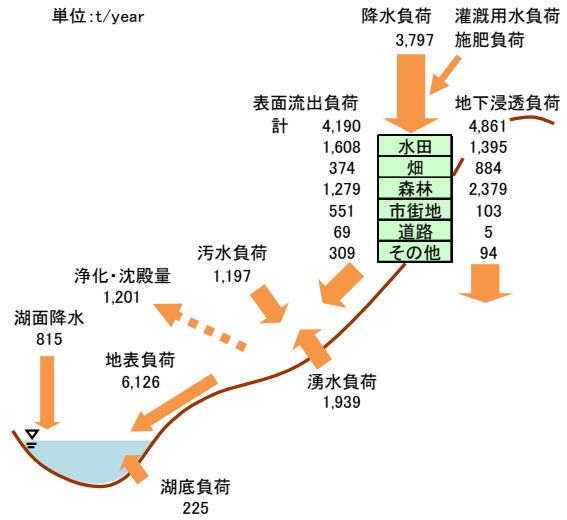 単位:t/year
降水負荷
3,797
灌漑用水負荷
施肥負荷
表面流出負荷
計 4,190
地下浸透負荷
4,861
1,608 水田 1,395
374 畑 884
1,279 森林 2,379
551 市街地 103
69 道路 5
309 その他 94
汚水負荷
1,197
浄化・沈殿量
1,201
湖面降水
815
地表負荷
6,126
湧水負荷
1,939
湖底負荷
225